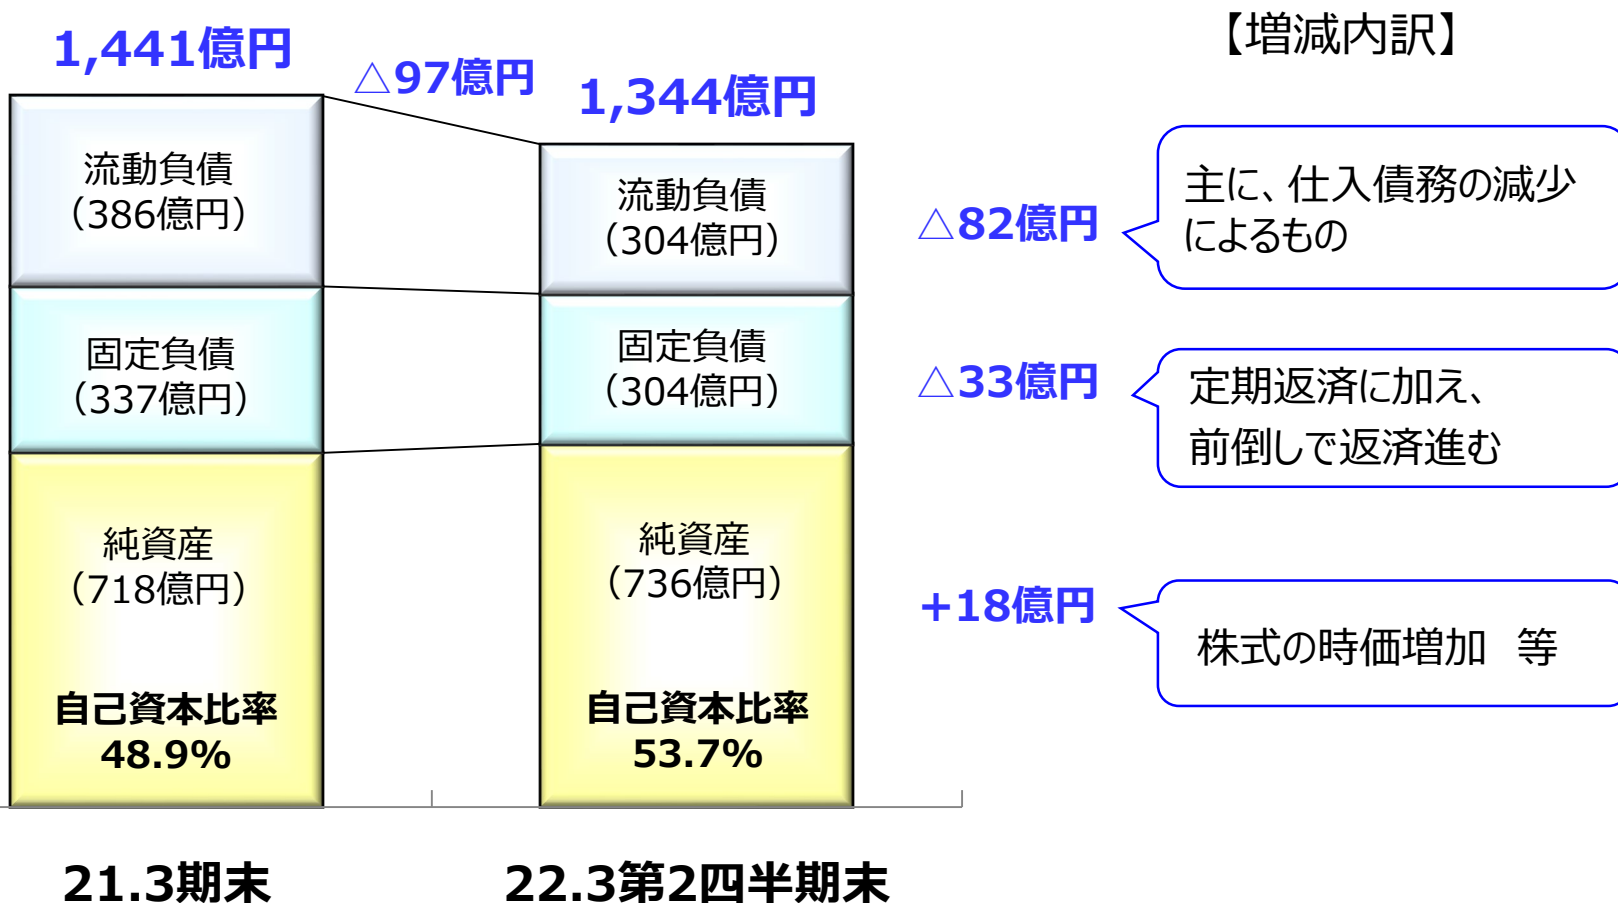 1,441億円
△97億円
1,344億円
【増減内訳】
流動負債
（386億円）
流動負債
（304億円）
△82億円
主に、仕入債務の減少
によるもの
固定負債
（337億円）
固定負債
（304億円）
△33億円
定期返済に加え、
前倒しで返済進む
純資産
（718億円）
純資産
（736億円）
+18億円
株式の時価増加　等
自己資本比率
48.9%
自己資本比率
53.7%
21.3期末
22.3第2四半期末